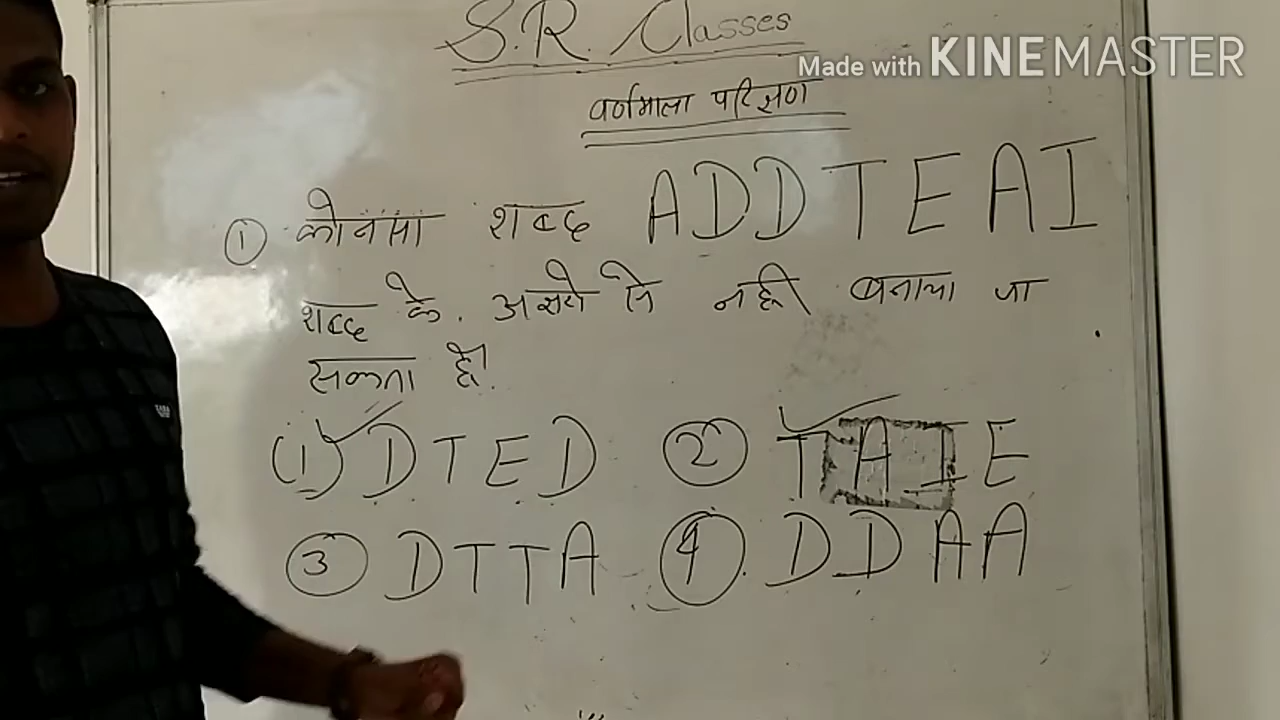 S.R. Classes
Made with KINEMASTER
वर्णमाला परिक्षण
① कोनसा शब्द ADDTEAI
शब्द के. अक्षरो से नही बनाया जा
सकता है।
(1) DTED ② TAIE
③ DTTA ④ DDAA